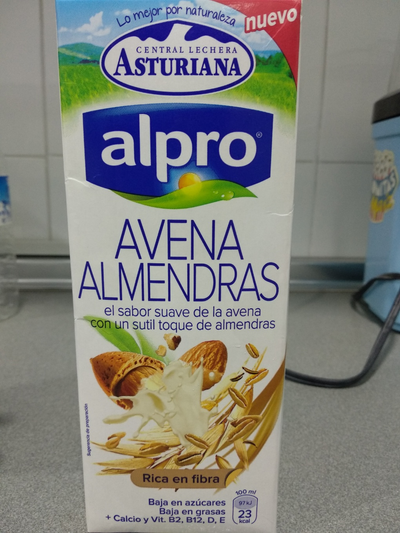 Lo mejor por naturaleza
nuevo
CENTRAL LECHERA
ASTURIANA
alpro®
AVENA
ALMENDRAS
el sabor suave de la avena
con un sutil toque de almendras
Sugerencia de preparación
Rica en fibra
Baja en azúcares
Baja en grasas
+ Calcio y Vit. B2, B12, D, E
100 ml
97 kJ
23
kcal